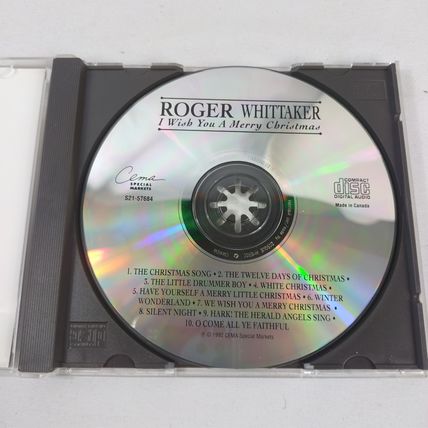 ROGER WHITTAKER
I Wish You A Merry Christmas
Cema
SPECIAL
MARKETS
S21-57684
COMPACT
disc
DIGITAL AUDIO
Made in Canada
1. THE CHRISTMAS SONG • 2. THE TWELVE DAYS OF CHRISTMAS •
3. THE LITTLE DRUMMER BOY • 4. WHITE CHRISTMAS •
5. HAVE YOURSELF A MERRY LITTLE CHRISTMAS • 6. WINTER
WONDERLAND • 7. WE WISH YOU A MERRY CHRISTMAS •
8. SILENT NIGHT • 9. HARK! THE HERALD ANGELS SING •
10. O COME ALL YE FAITHFUL